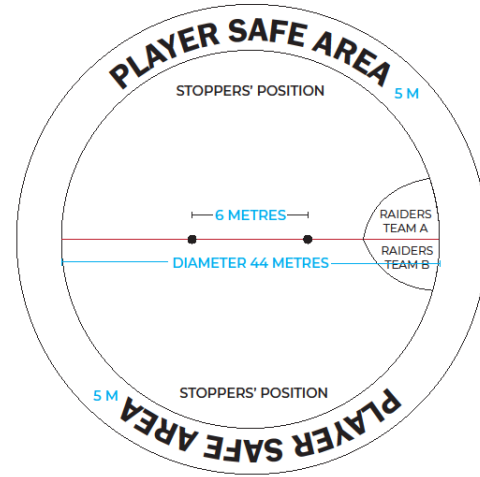 PLAYER SAFE AREA
5 M
STOPPERS' POSITION
6 METRES
RAIDERS
TEAM A
RAIDERS
TEAM B
DIAMETER 44 METRES
STOPPERS' POSITION
5 M
PLAYER SAFE AREA